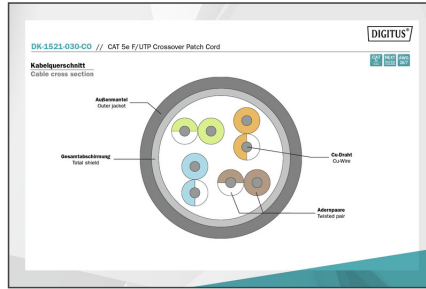 DIGITUS®
DK-1521-030-CO // CAT 5e F/UTP Crossover Patch Cord
Kabelquerschnitt
Cable cross section
Außenmantel
Outer jacket
Gesamtabschirmung
Total shield
Cu-Draht
Cu-Wire
Adernpaare
Twisted pair